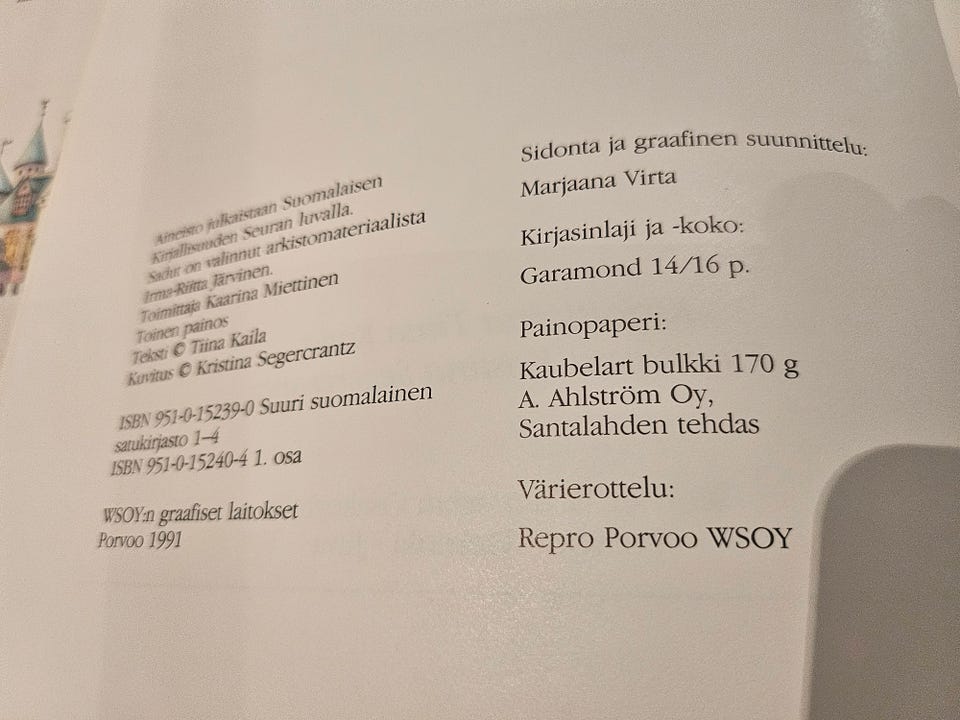 Aineisto julkaistaan Suomalaisen
Kirjallisuuden Seuran luvalla.
Sadut on valinnut arkistomateriaalista
Irma-Riitta Järvinen.
Toimittaja Kaarina Miettinen
Toinen painos
Teksti © Tiina Kaila
Kuvitus © Kristina Segercrantz
ISBN 951-0-15239-0 Suuri suomalainen
satukirjasto 1–4
ISBN 951-0-15240-4 1. osa
WSOY:n graafiset laitokset
Porvoo 1991
Sidonta ja graafinen suunnittelu:
Marjaana Virta
Kirjasinlaji ja -koko:
Garamond 14/16 p.
Painopaperi:
Kaubelart bulkki 170 g
A. Ahlström Oy,
Santalahden tehdas
Värierottelu:
Repro Porvoo WSOY